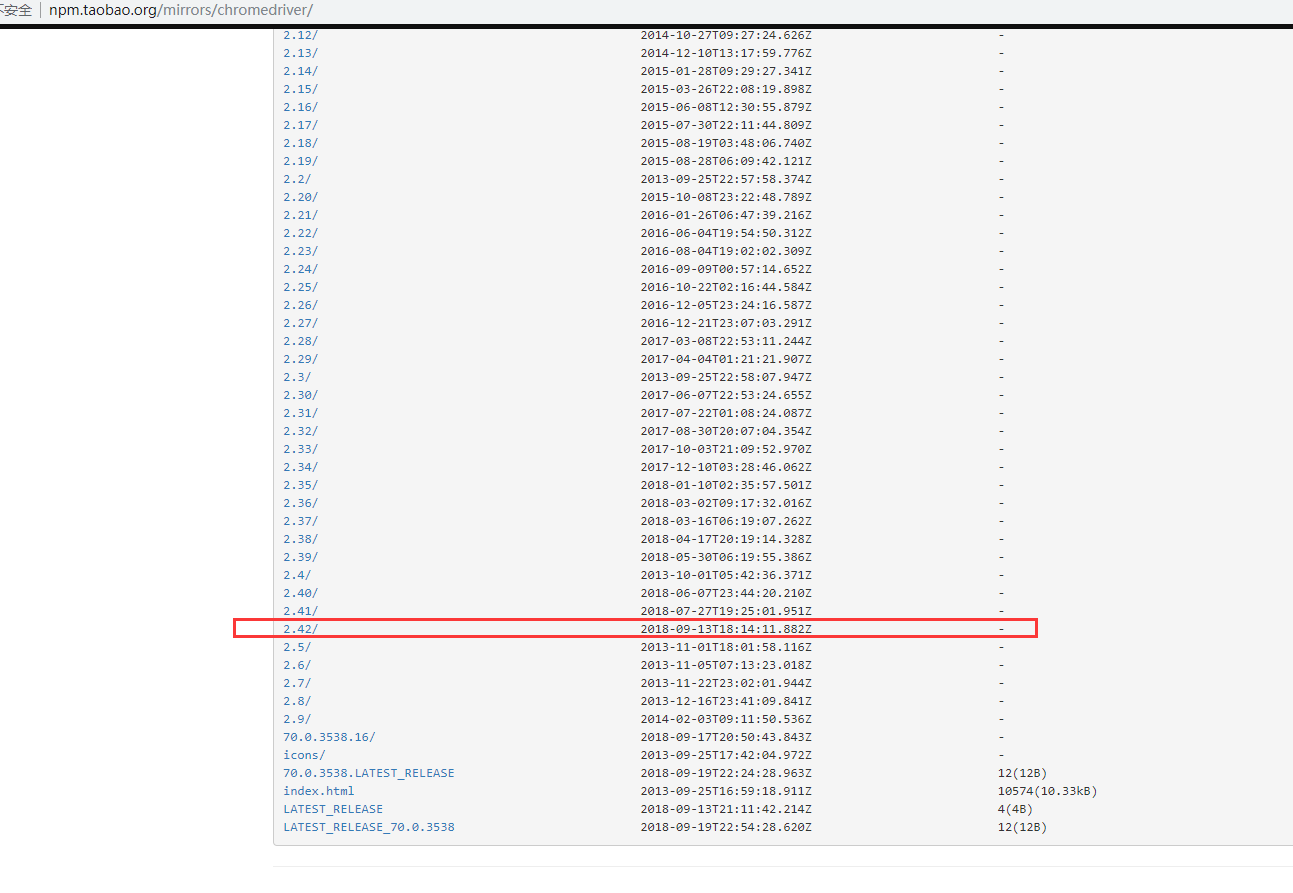 不安全 | npm.taobao.org/mirrors/chromedriver/
2.12/ 2014-10-27T09:27:24.626Z -
2.13/ 2014-12-10T13:17:59.776Z -
2.14/ 2015-01-28T09:29:27.341Z -
2.15/ 2015-03-26T22:08:19.898Z -
2.16/ 2015-06-08T12:30:55.879Z -
2.17/ 2015-07-30T22:11:44.809Z -
2.18/ 2015-08-19T03:48:06.740Z -
2.19/ 2015-08-28T06:09:42.121Z -
2.2/ 2013-09-25T22:57:58.374Z -
2.20/ 2015-10-08T23:22:48.789Z -
2.21/ 2016-01-26T06:47:39.216Z -
2.22/ 2016-06-04T19:54:50.312Z -
2.23/ 2016-08-04T19:02:02.309Z -
2.24/ 2016-09-09T00:57:14.652Z -
2.25/ 2016-10-22T02:16:44.584Z -
2.26/ 2016-12-05T23:24:16.587Z -
2.27/ 2016-12-21T23:07:03.291Z -
2.28/ 2017-03-08T22:53:11.244Z -
2.29/ 2017-04-04T01:21:21.907Z -
2.3/ 2013-09-25T22:58:07.947Z -
2.30/ 2017-06-07T22:53:24.655Z -
2.31/ 2017-07-22T01:08:24.087Z -
2.32/ 2017-08-30T20:07:04.354Z -
2.33/ 2017-10-03T21:09:52.970Z -
2.34/ 2017-12-10T03:28:46.062Z -
2.35/ 2018-01-10T02:35:57.501Z -
2.36/ 2018-03-02T09:17:32.016Z -
2.37/ 2018-03-16T06:19:07.262Z -
2.38/ 2018-04-17T20:19:14.328Z -
2.39/ 2018-05-30T06:19:55.386Z -
2.4/ 2013-10-01T05:42:36.371Z -
2.40/ 2018-06-07T23:44:20.210Z -
2.41/ 2018-07-27T19:25:01.951Z -
2.42/ 2018-09-13T18:14:11.882Z -
2.5/ 2013-11-01T18:01:58.116Z -
2.6/ 2013-11-05T07:13:23.018Z -
2.7/ 2013-11-22T23:02:01.944Z -
2.8/ 2013-12-16T23:41:09.841Z -
2.9/ 2014-02-03T09:11:50.536Z -
70.0.3538.16/ 2018-09-17T20:50:43.843Z -
icons/ 2013-09-25T17:42:04.972Z -
70.0.3538.LATEST_RELEASE 2018-09-19T22:24:28.963Z 12(12B)
index.html 2013-09-25T16:59:18.911Z 10574(10.33kB)
LATEST_RELEASE 2018-09-13T21:11:42.214Z 4(4B)
LATEST_RELEASE_70.0.3538 2018-09-19T22:54:28.620Z 12(12B)